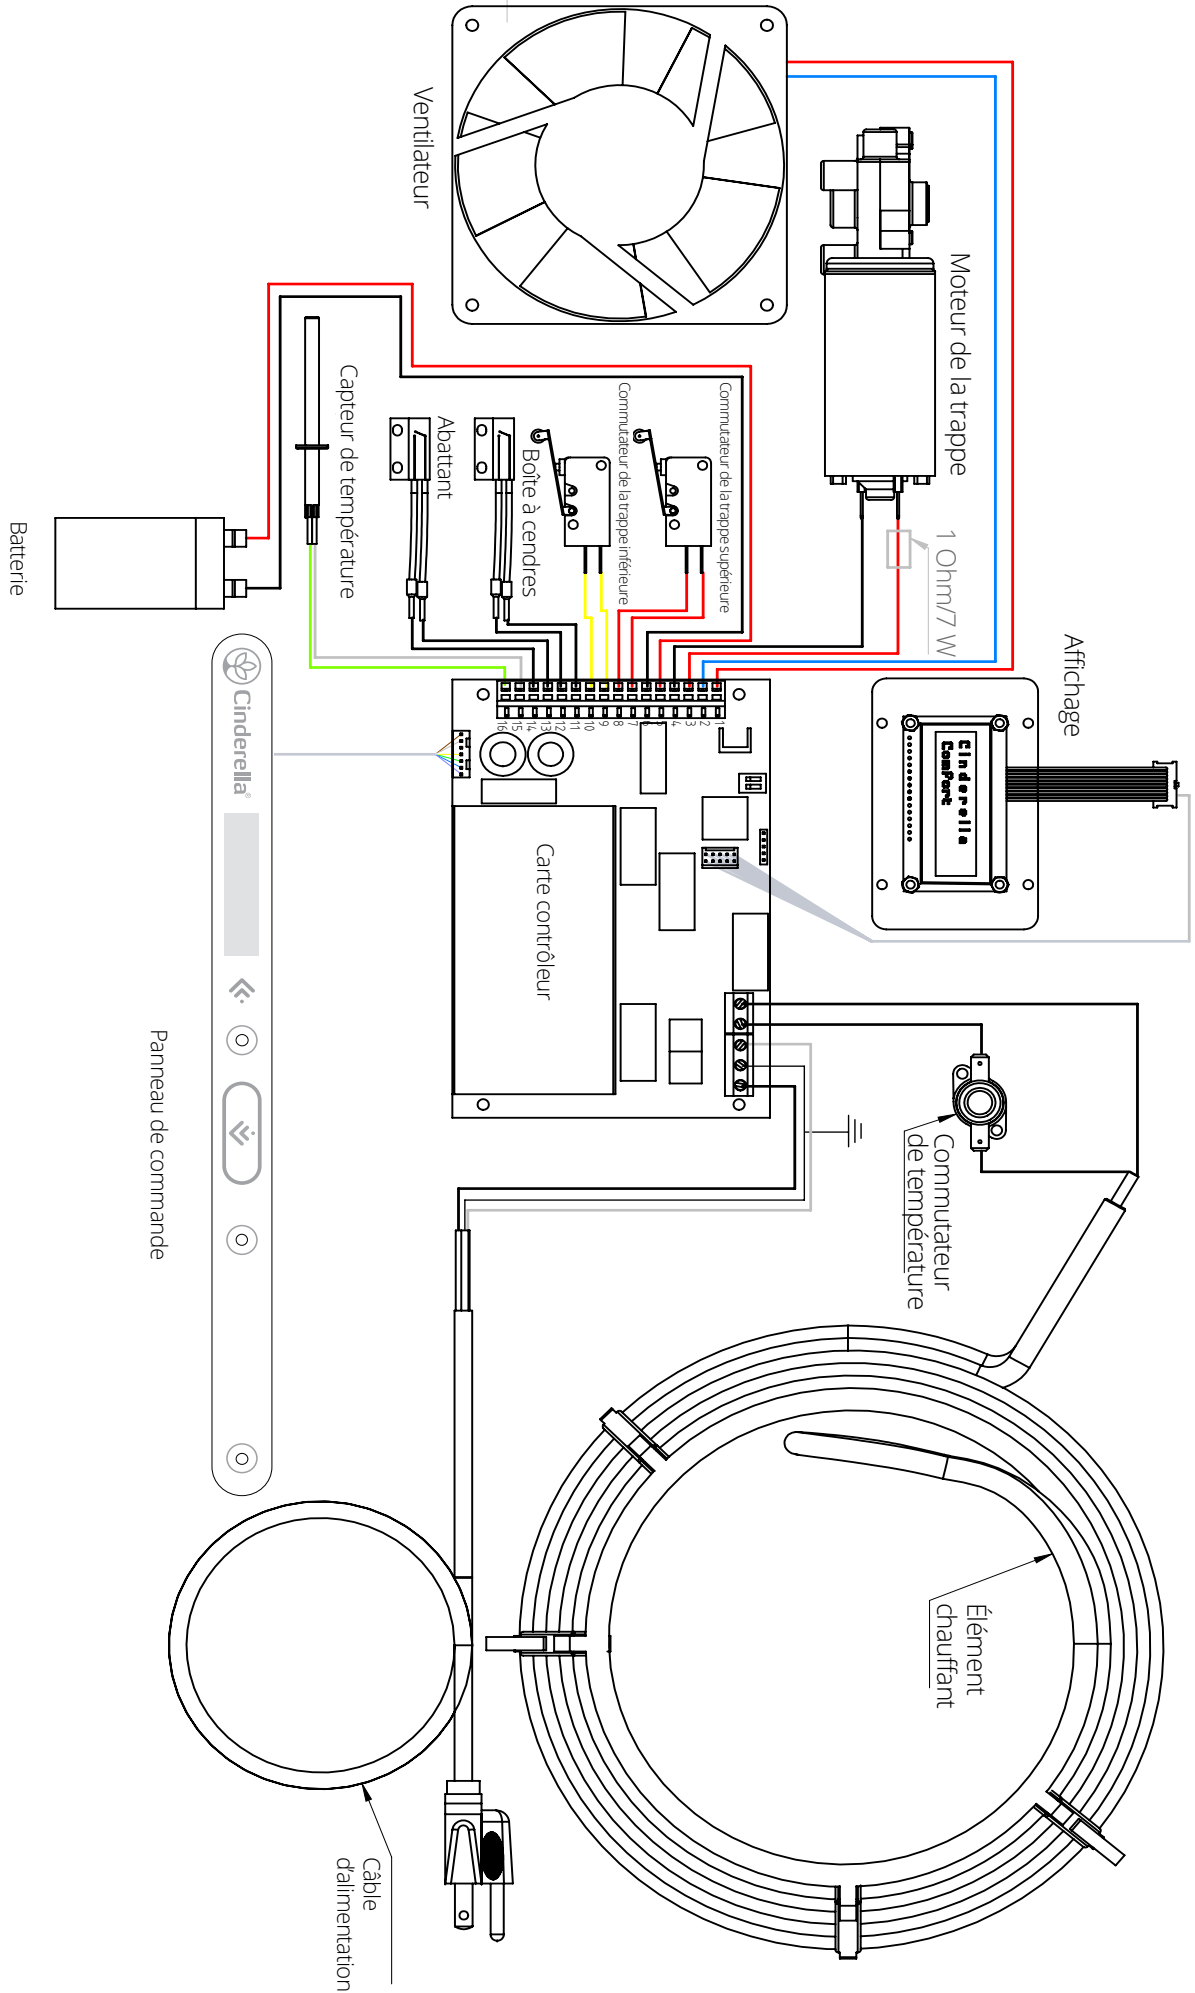 Affichage
Cinderella
Comfort
Moteur de la trappe
1 Ohm/7 W
Commutateur
de température
Élément
chauffant
Commutateur de la trappe supérieure
Commutateur de la trappe inférieure
Boîte à cendres
Abattant
Ventilateur
Capteur de température
1
2
3
4
5
6
7
8
9
10
11
12
13
14
15
16
Carte contrôleur
Câble
d'alimentation
Cinderella®
Panneau de commande
Batterie